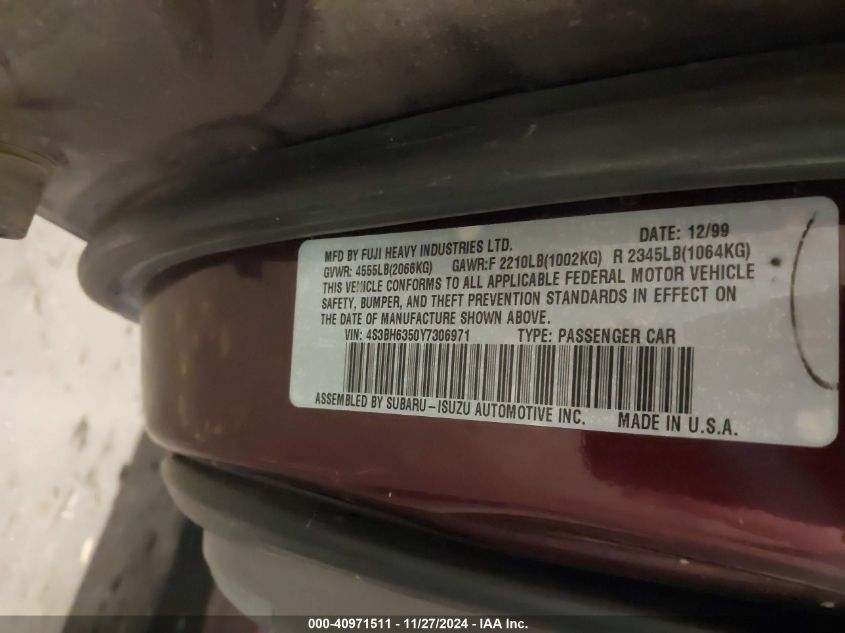 DATE: 12/99
MFD BY FUJI HEAVY INDUSTRIES LTD.
GVWR: 4555LB(2066KG) GAWR:F 2210LB(1002KG) R 2345LB(1064KG)
THIS VEHICLE CONFORMS TO ALL APPLICABLE FEDERAL MOTOR VEHICLE
SAFETY, BUMPER, AND THEFT PREVENTION STANDARDS IN EFFECT ON
THE DATE OF MANUFACTURE SHOWN ABOVE.
VIN: 4S3BH6350Y7306971 TYPE: PASSENGER CAR
ASSEMBLED BY SUBARU-ISUZU AUTOMOTIVE INC. MADE IN U.S.A.
000-40971511 - 11/27/2024 - IAA Inc.